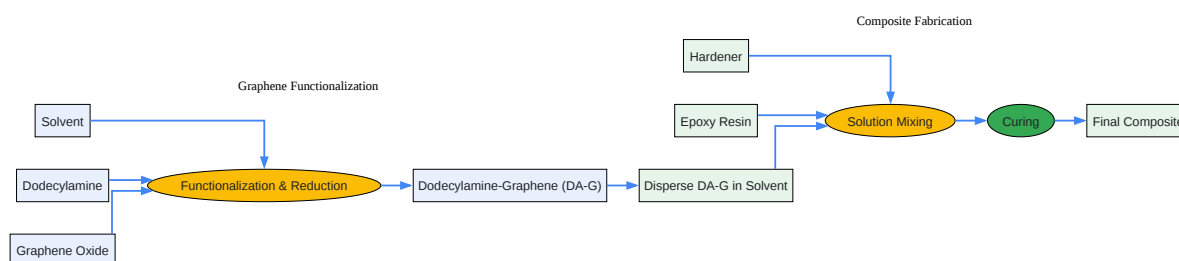 Composite Fabrication
Hardener
Graphene Functionalization
Solvent
Epoxy Resin
Solution Mixing
Curing
Final Composite
Dodecylamine
Functionalization & Reduction
Dodecylamine-Graphene (DA-G)
Disperse DA-G in Solvent
Graphene Oxide